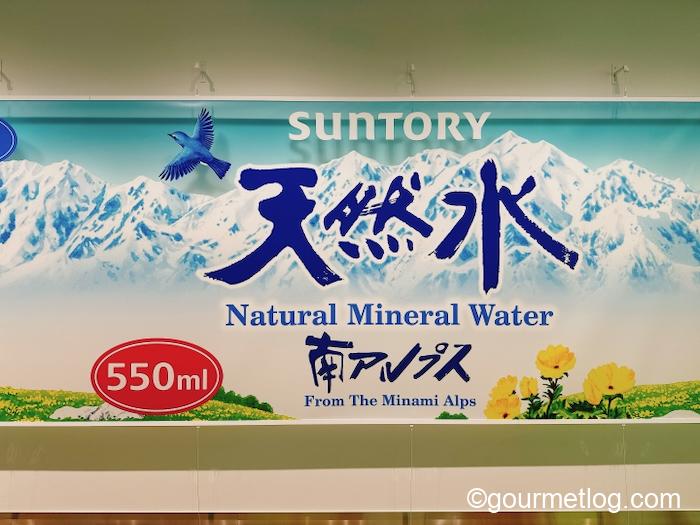 SUNTORY
天然水
Natural Mineral Water
南アルプス
550ml
From The Minami Alps
©gourmetlog.com